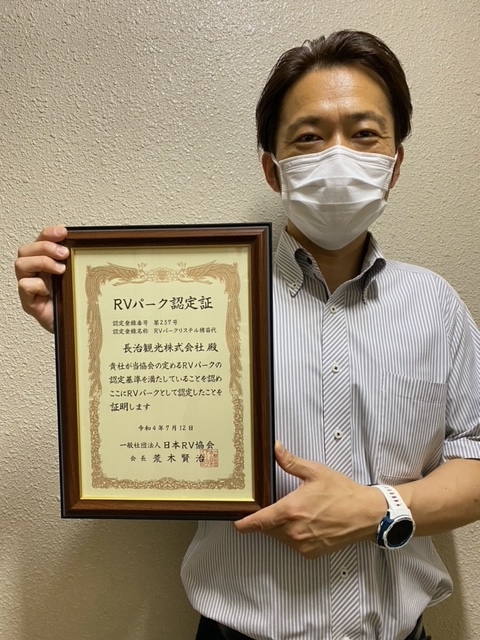 RVパーク認定証
認定登録番号 第257号
認定登録名称 RVパークリステル猪苗代
長治観光株式会社 殿
貴社が当協会の定めるRVパークの
認定基準を満たしていることを認め
ここにRVパークとして認定したことを
証明します
令和4年7月12日
一般社団法人 日本RV協会
会長 荒木賢治